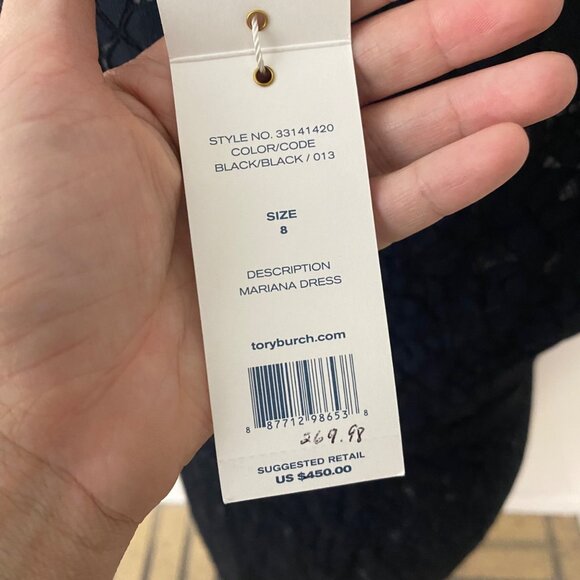 STYLE NO. 33141420
COLOR/CODE
BLACK/BLACK / 013
SIZE
8
DESCRIPTION
MARIANA DRESS
toryburch.com
8 87712 98653 8
269.98
SUGGESTED RETAIL
US $450.00